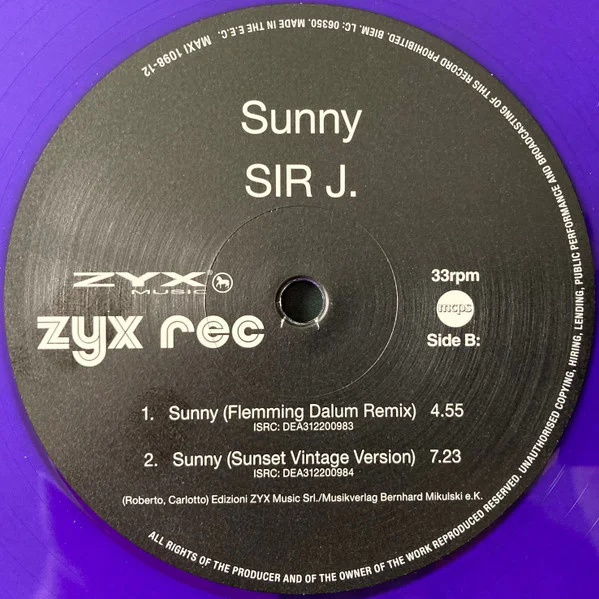 Sunny
SIR J.
ZYX®
MUSIC
zyx rec
33rpm
mcps
Side B:
1. Sunny (Flemming Dalum Remix) 4.55
ISRC: DEA312200983
2. Sunny (Sunset Vintage Version) 7.23
ISRC: DEA312200984
(Roberto, Carlotto) Edizioni ZYX Music Srl./Musikverlag Bernhard Mikulski e.K.
ALL RIGHTS OF THE PRODUCER AND OF THE OWNER OF THE WORK REPRODUCED RESERVED. UNAUTHORISED COPYING, HIRING, LENDING, PUBLIC PERFORMANCE AND BROADCASTING OF THIS RECORD PROHIBITED. BIEM. LC: 06350. MADE IN THE E.E.C. MAXI 1098-12